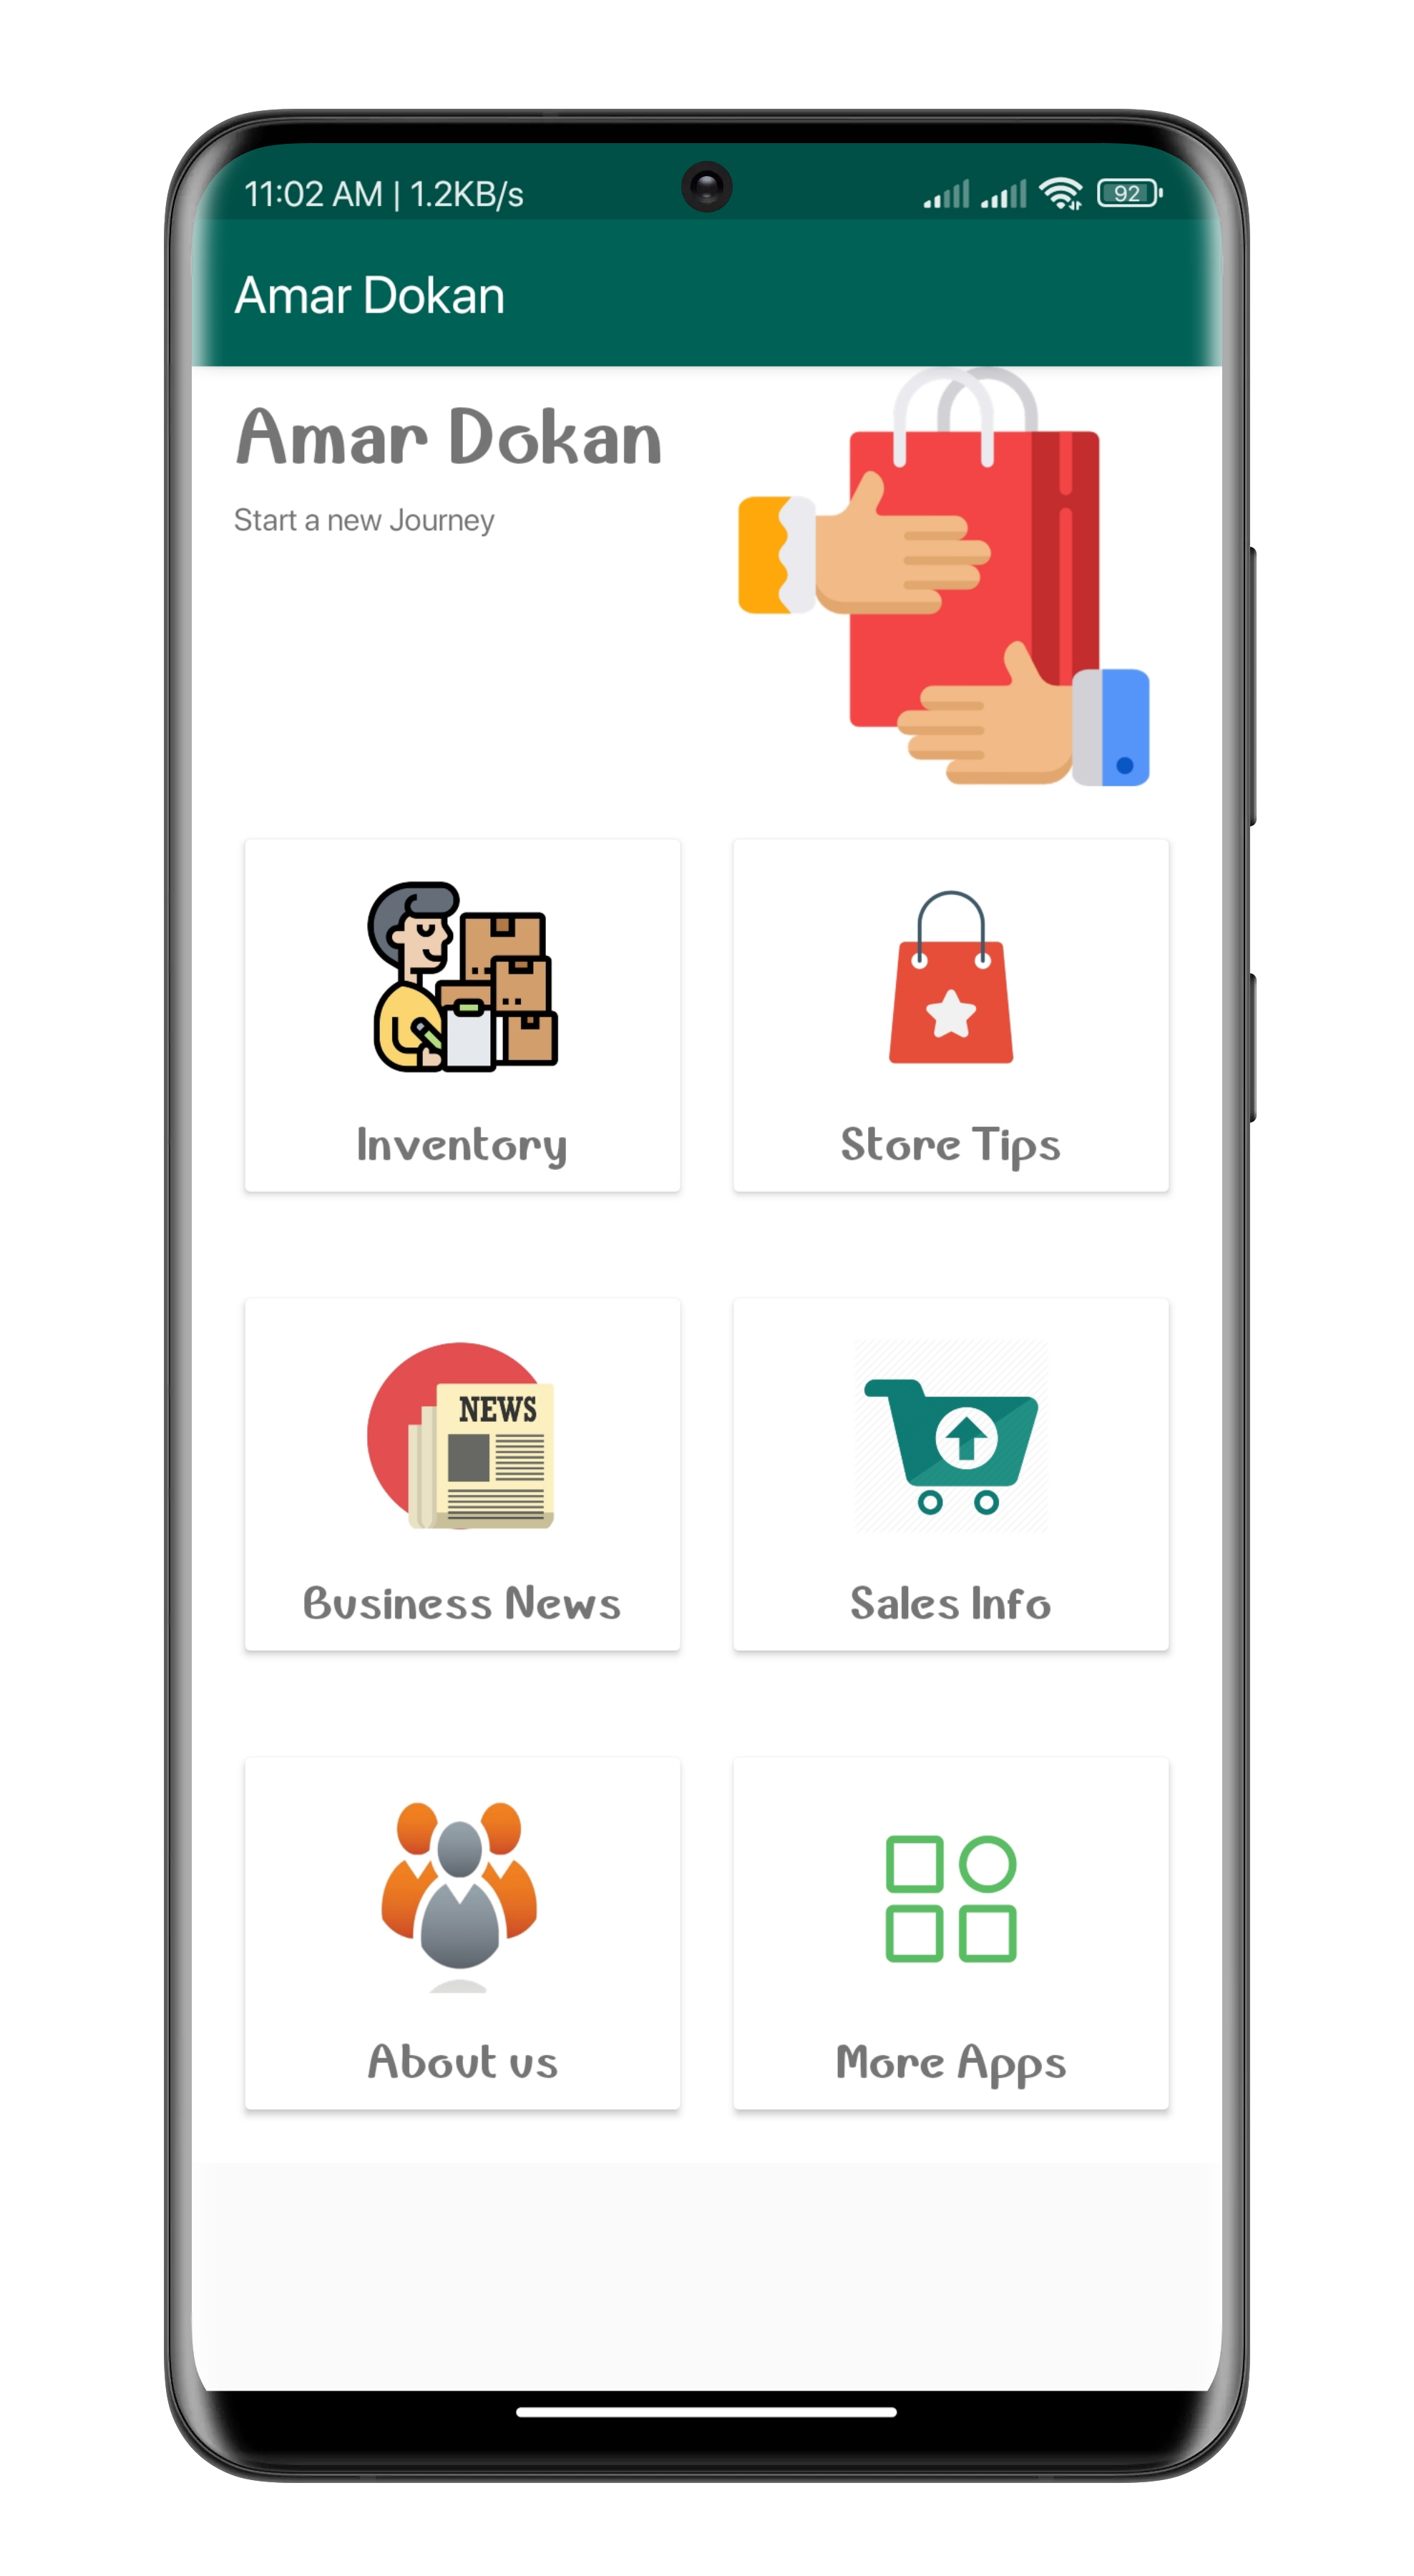 11:02 AM | 1.2KB/s 92
Amar Dokan
Amar Dokan
Start a new Journey
Inventory
Store Tips
NEWS
Business News
Sales Info
About us
More Apps